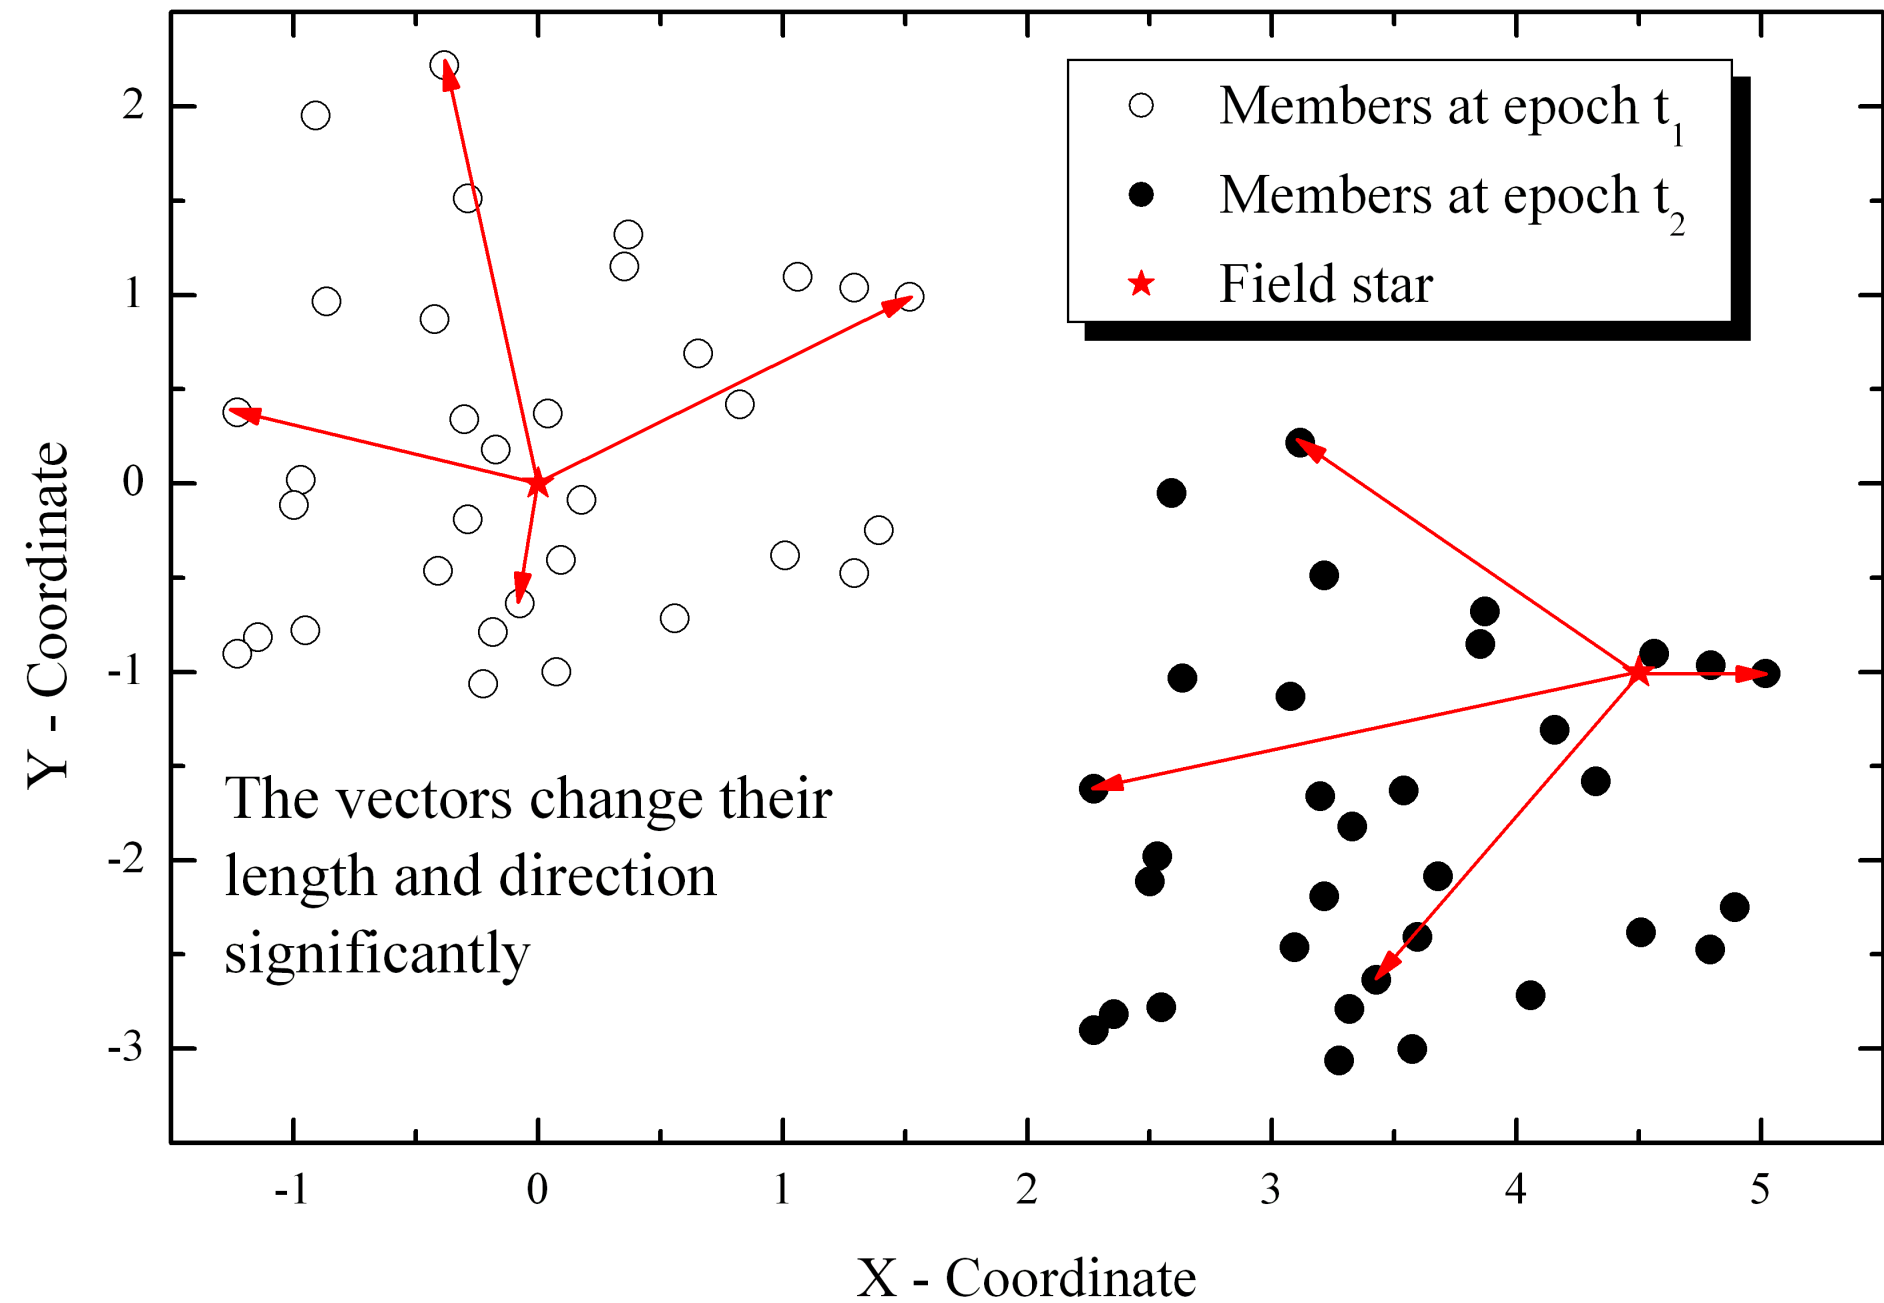 Members at epoch t1
Members at epoch t2
Field star
2
1
0
-1
-2
-3
Y - Coordinate
The vectors change their
length and direction
significantly
-1 0 1 2 3 4 5
X - Coordinate